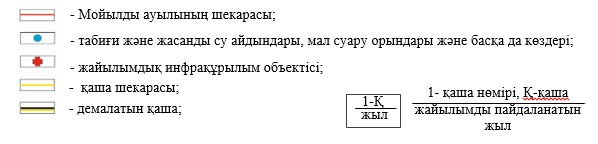 - Мойылды ауылының шекарасы;
- табиғи және жасанды су айдындары, мал суару орындары және басқа да көздері;
- жайылымдық инфрақұрылым объектісі;
- қаша шекарасы;
- демалатын қаша;
1-Қ
жыл
1- қаша нөмірі, Қ-қаша
жайылымды пайдаланатын
жыл